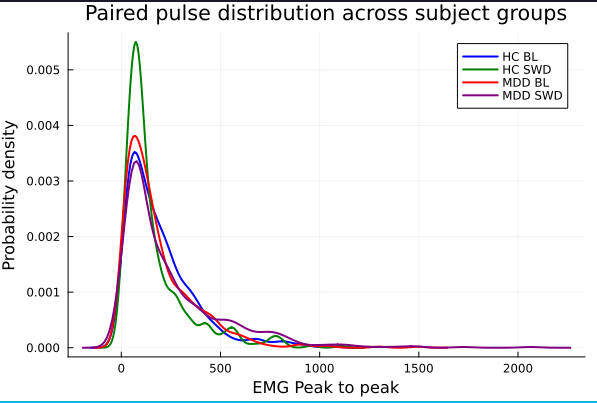 Paired pulse distribution across subject groups
HC BL
HC SWD
MDD BL
MDD SWD
Probability density
0.005
0.004
0.003
0.002
0.001
0.000
0 500 1000 1500 2000
EMG Peak to peak